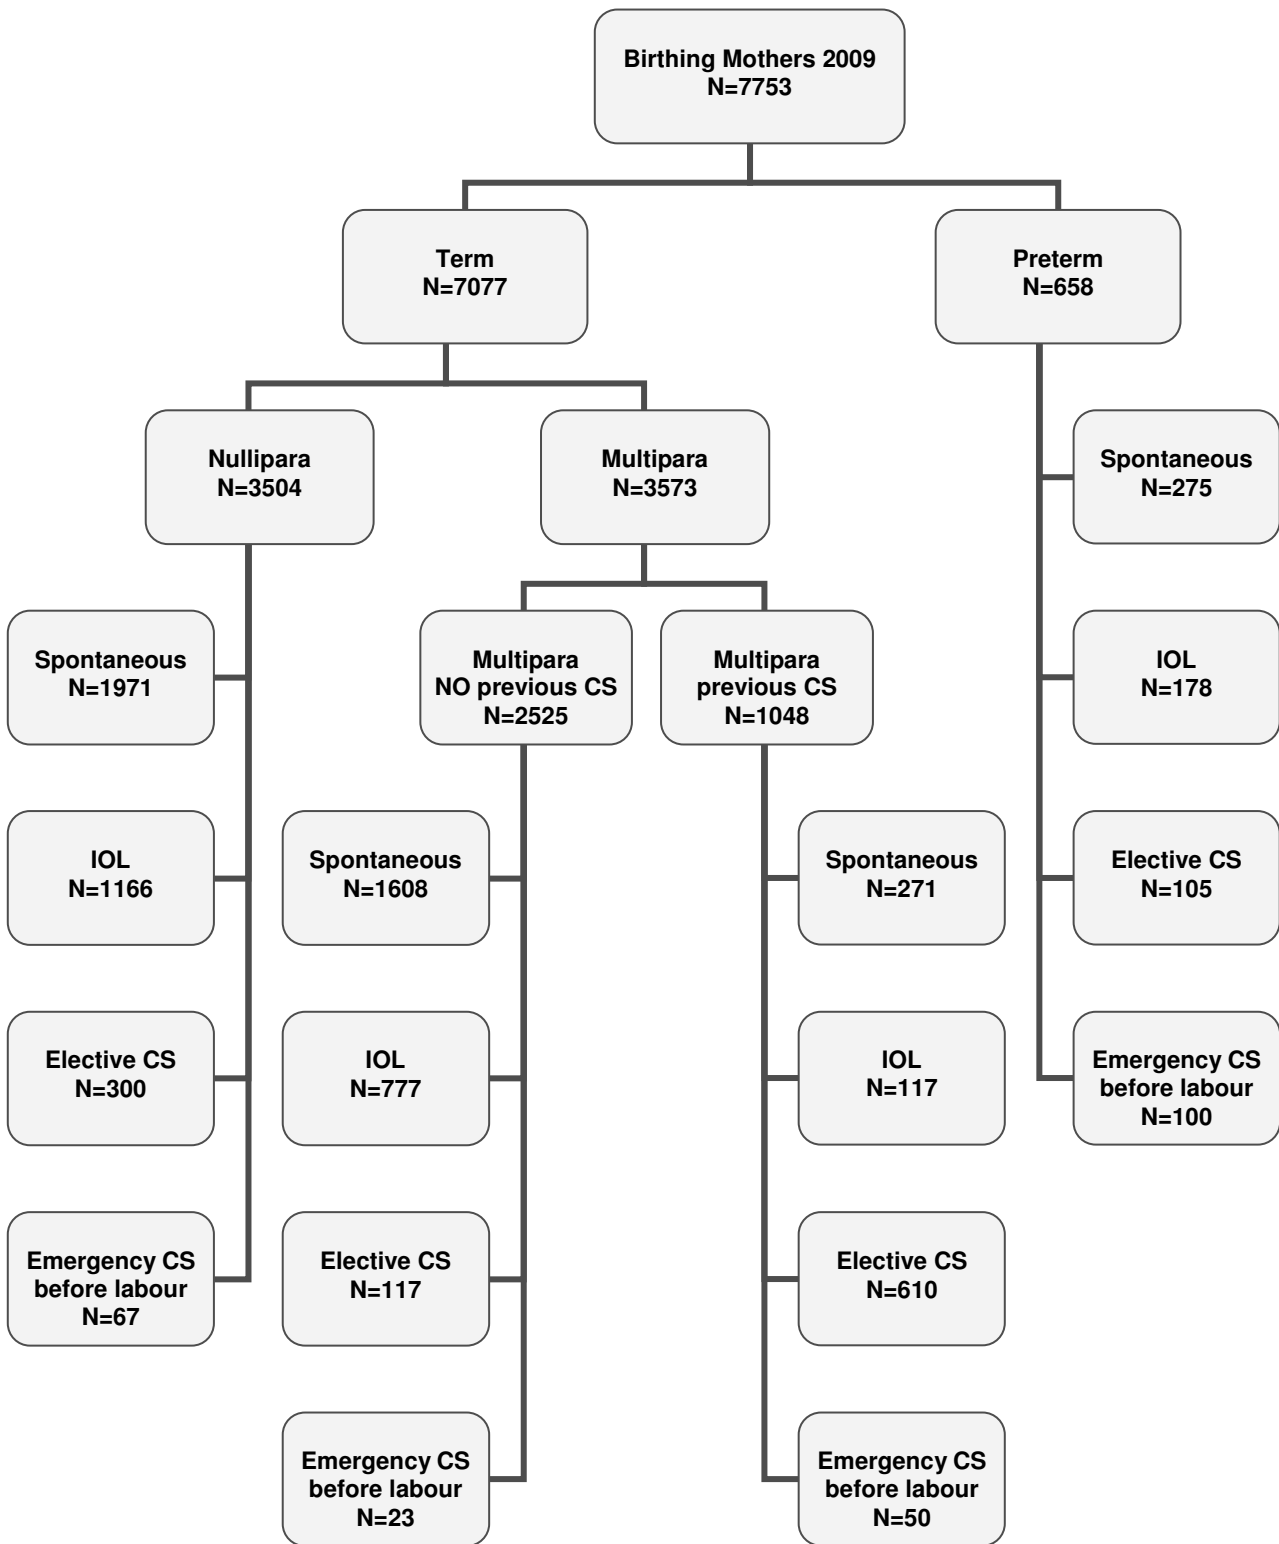 Birthing Mothers 2009
N=7753
Term
N=7077
Preterm
N=658
Nullipara
N=3504
Multipara
N=3573
Spontaneous
N=275
Spontaneous
N=1971
Multipara
NO previous CS
N=2525
Multipara
previous CS
N=1048
IOL
N=178
IOL
N=1166
Spontaneous
N=1608
Spontaneous
N=271
Elective CS
N=105
Elective CS
N=300
IOL
N=777
IOL
N=117
Emergency CS
before labour
N=100
Emergency CS
before labour
N=67
Elective CS
N=117
Elective CS
N=610
Emergency CS
before labour
N=23
Emergency CS
before labour
N=50